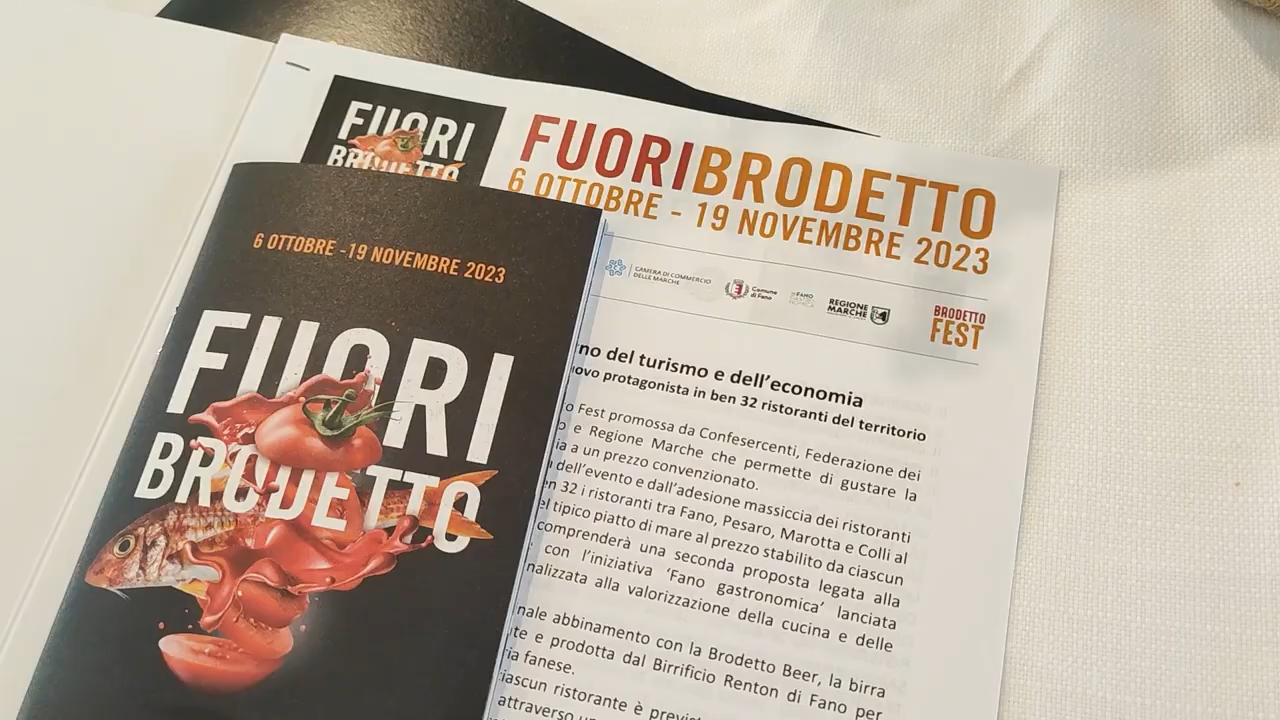 FUORI
BRODETTO
FUORIBRODETTO
6 OTTOBRE - 19 NOVEMBRE 2023
CAMERA DI COMMERCIO
DELLE MARCHE
Comune
di Fano
REGIONE
MARCHE
BRODETTO
FEST
6 OTTOBRE -19 NOVEMBRE 2023
FUORI
BRODETTO
no del turismo e dell'economia
uovo protagonista in ben 32 ristoranti del territorio
o Fest promossa da Confesercenti, Federazione dei
o e Regione Marche che permette di gustare la
ia a un prezzo convenzionato.
dell'evento e dall'adesione massiccia dei ristoranti
en 32 i ristoranti tra Fano, Pesaro, Marotta e Colli al
el tipico piatto di mare al prezzo stabilito da ciascun
comprenderà una seconda proposta legata alla
con l'iniziativa 'Fano gastronomica' lanciata
nalizzata alla valorizzazione della cucina e delle
nale abbinamento con la Brodetto Beer, la birra
te e prodotta dal Birrificio Renton di Fano per
ia fanese.
iascun ristorante è previs
attraverso un